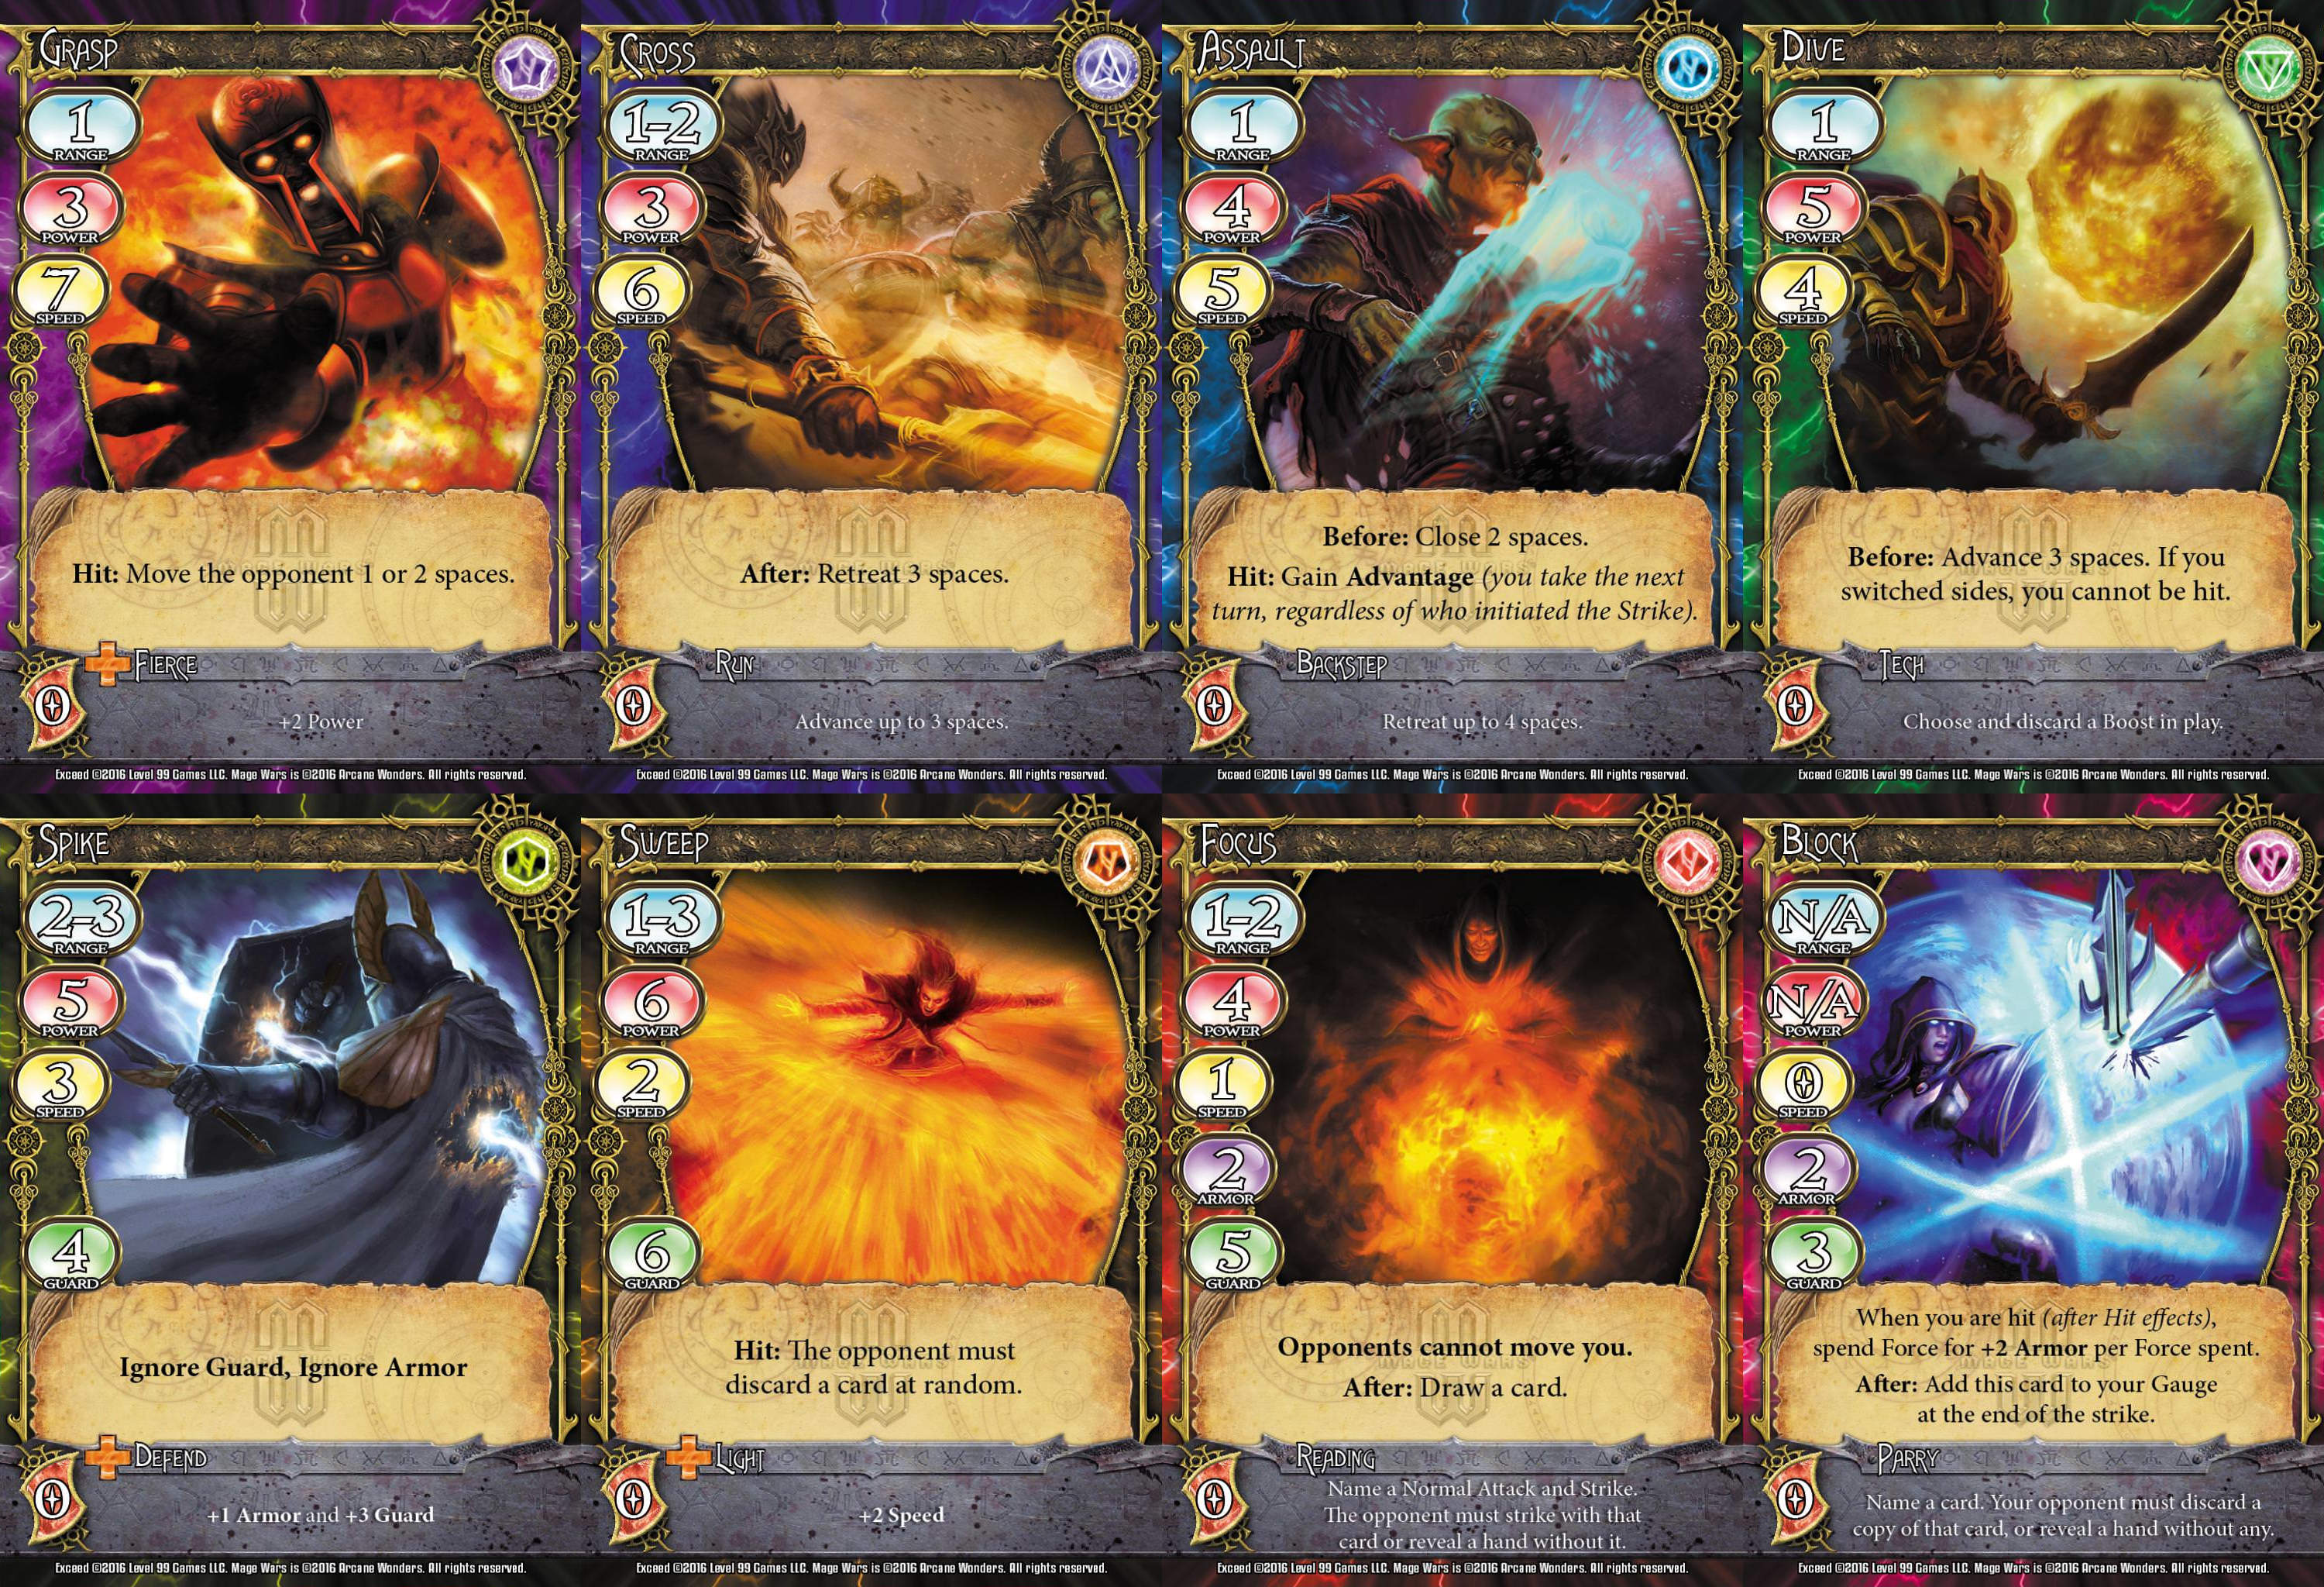 GRASP
1
RANGE
3
POWER
7
SPEED
Hit: Move the opponent 1 or 2 spaces.
FIERCE
0
+2 Power
Exceed ©2016 Level 99 Games LLC. Mage Wars is ©2016 Arcane Wonders. All rights reserved.
CROSS
1–2
RANGE
3
POWER
6
SPEED
After: Retreat 3 spaces.
RUN
0
Advance up to 3 spaces.
Exceed ©2016 Level 99 Games LLC. Mage Wars is ©2016 Arcane Wonders. All rights reserved.
ASSAULT
1
RANGE
4
POWER
5
SPEED
Before: Close 2 spaces.
Hit: Gain Advantage (you take the next
turn, regardless of who initiated the Strike).
BACKSTEP
0
Retreat up to 4 spaces.
Exceed ©2016 Level 99 Games LLC. Mage Wars is ©2016 Arcane Wonders. All rights reserved.
DIVE
1
RANGE
5
POWER
4
SPEED
Before: Advance 3 spaces. If you
switched sides, you cannot be hit.
TECH
0
Choose and discard a Boost in play.
Exceed ©2016 Level 99 Games LLC. Mage Wars is ©2016 Arcane Wonders. All rights reserved.
SPIKE
2–3
RANGE
5
POWER
3
SPEED
4
GUARD
Ignore Guard, Ignore Armor
DEFEND
0
+1 Armor and +3 Guard
Exceed ©2016 Level 99 Games LLC. Mage Wars is ©2016 Arcane Wonders. All rights reserved.
SWEEP
1–3
RANGE
6
POWER
2
SPEED
6
GUARD
Hit: The opponent must
discard a card at random.
LIGHT
0
+2 Speed
Exceed ©2016 Level 99 Games LLC. Mage Wars is ©2016 Arcane Wonders. All rights reserved.
FOCUS
1–2
RANGE
4
POWER
1
SPEED
2
ARMOR
5
GUARD
Opponents cannot move you.
After: Draw a card.
READING
0
Name a Normal Attack and Strike.
The opponent must strike with that
card or reveal a hand without it.
Exceed ©2016 Level 99 Games LLC. Mage Wars is ©2016 Arcane Wonders. All rights reserved.
BLOCK
N/A
RANGE
N/A
POWER
0
SPEED
2
ARMOR
3
GUARD
When you are hit (after Hit effects),
spend Force for +2 Armor per Force spent.
After: Add this card to your Gauge
at the end of the strike.
PARRY
0
Name a card. Your opponent must discard a
copy of that card, or reveal a hand without any.
Exceed ©2016 Level 99 Games LLC. Mage Wars is ©2016 Arcane Wonders. All rights reserved.